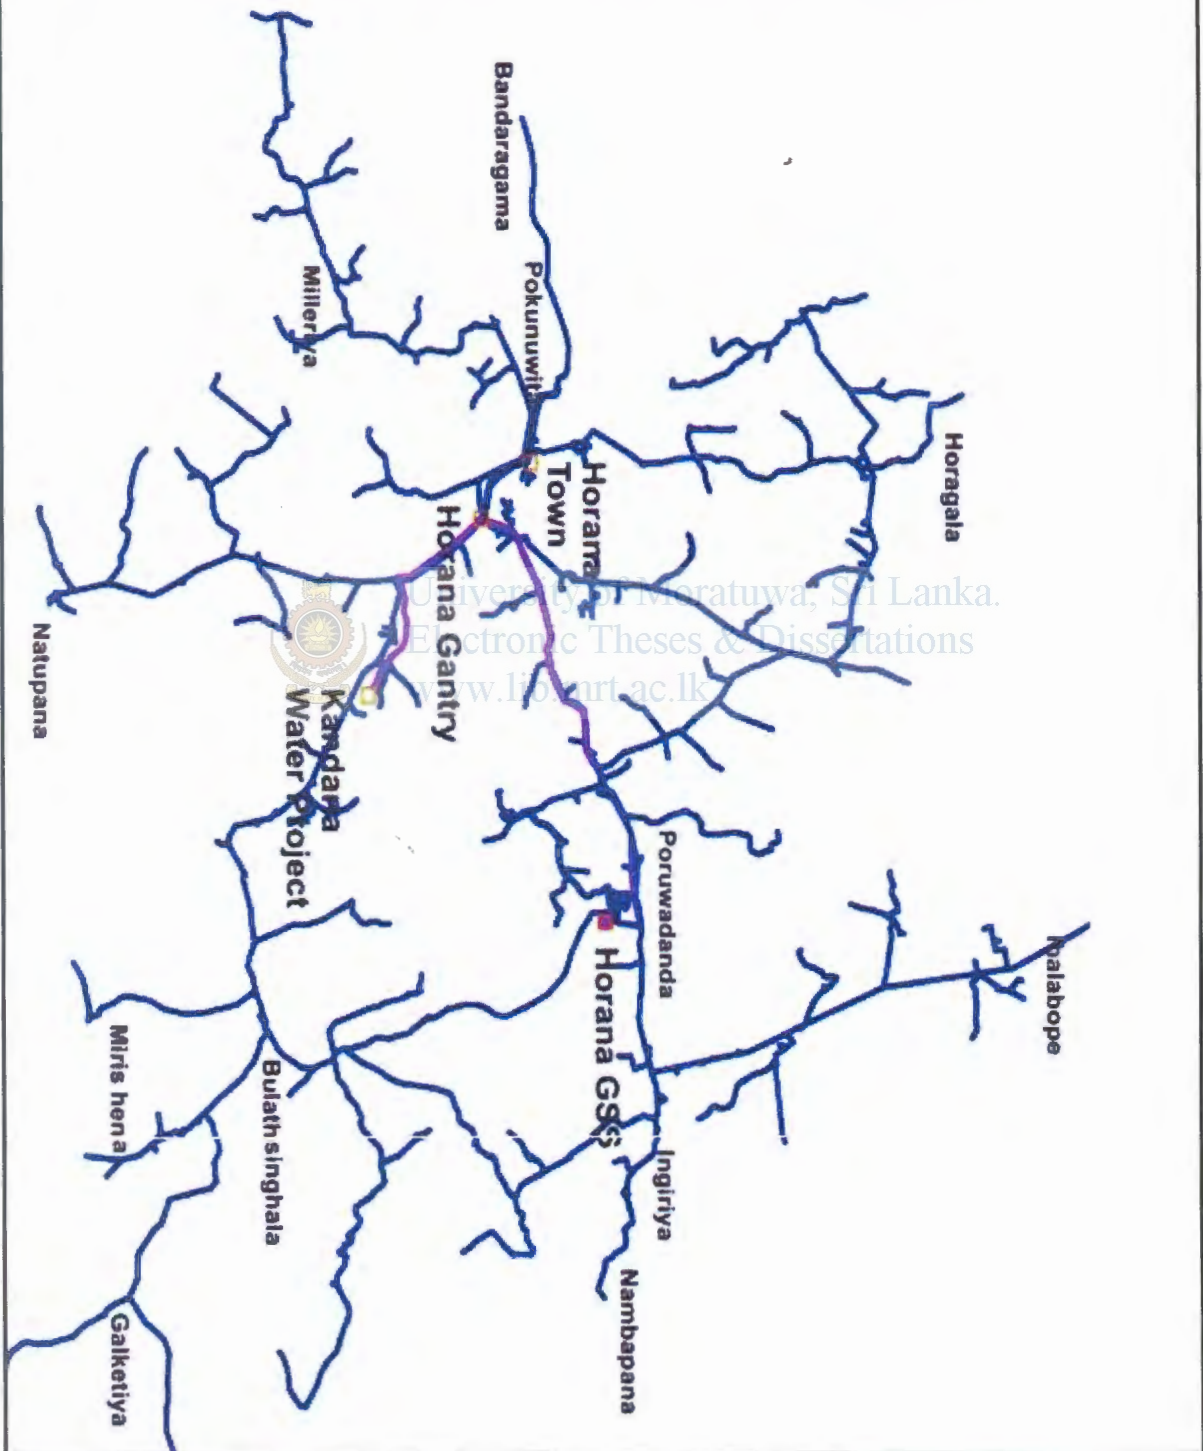 Bandaragama
Pokunuwita
Milleniya
Horagala
Horana
Town
Horana Gantry
University of Moratuwa, Sri Lanka.
Electronic Theses & Dissertations
www.lib.mrt.ac.lk
Natupana
Kandana
Water Project
Poruwadanda
Horana GSS
Miris hena
Bulathsinghala
Ingiriya
Nambapana
Galketiya